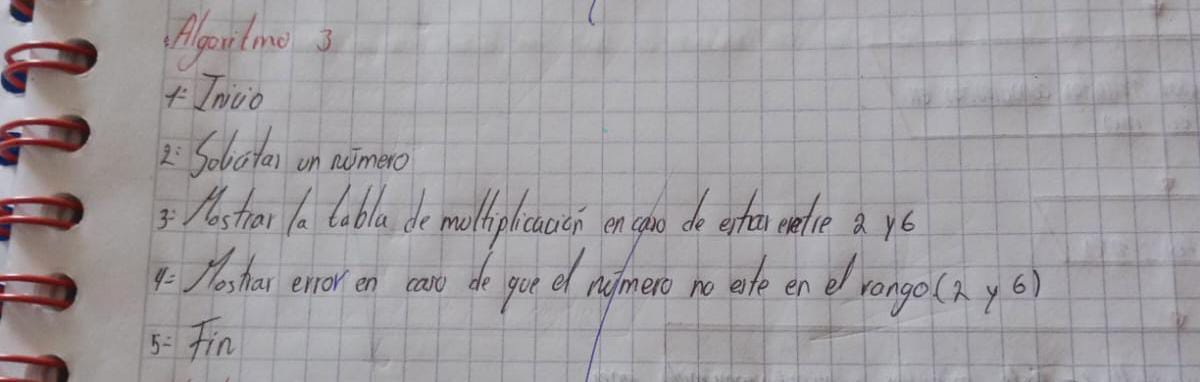 Algoritmo 3
1= Inicio
2= Solicitar un número
3= Mostrar la tabla de moltiplicación en caso de estar entre 2 y 6
4= Mostrar error en caso de que el número no este en el rango (2 y 6)
5= Fin